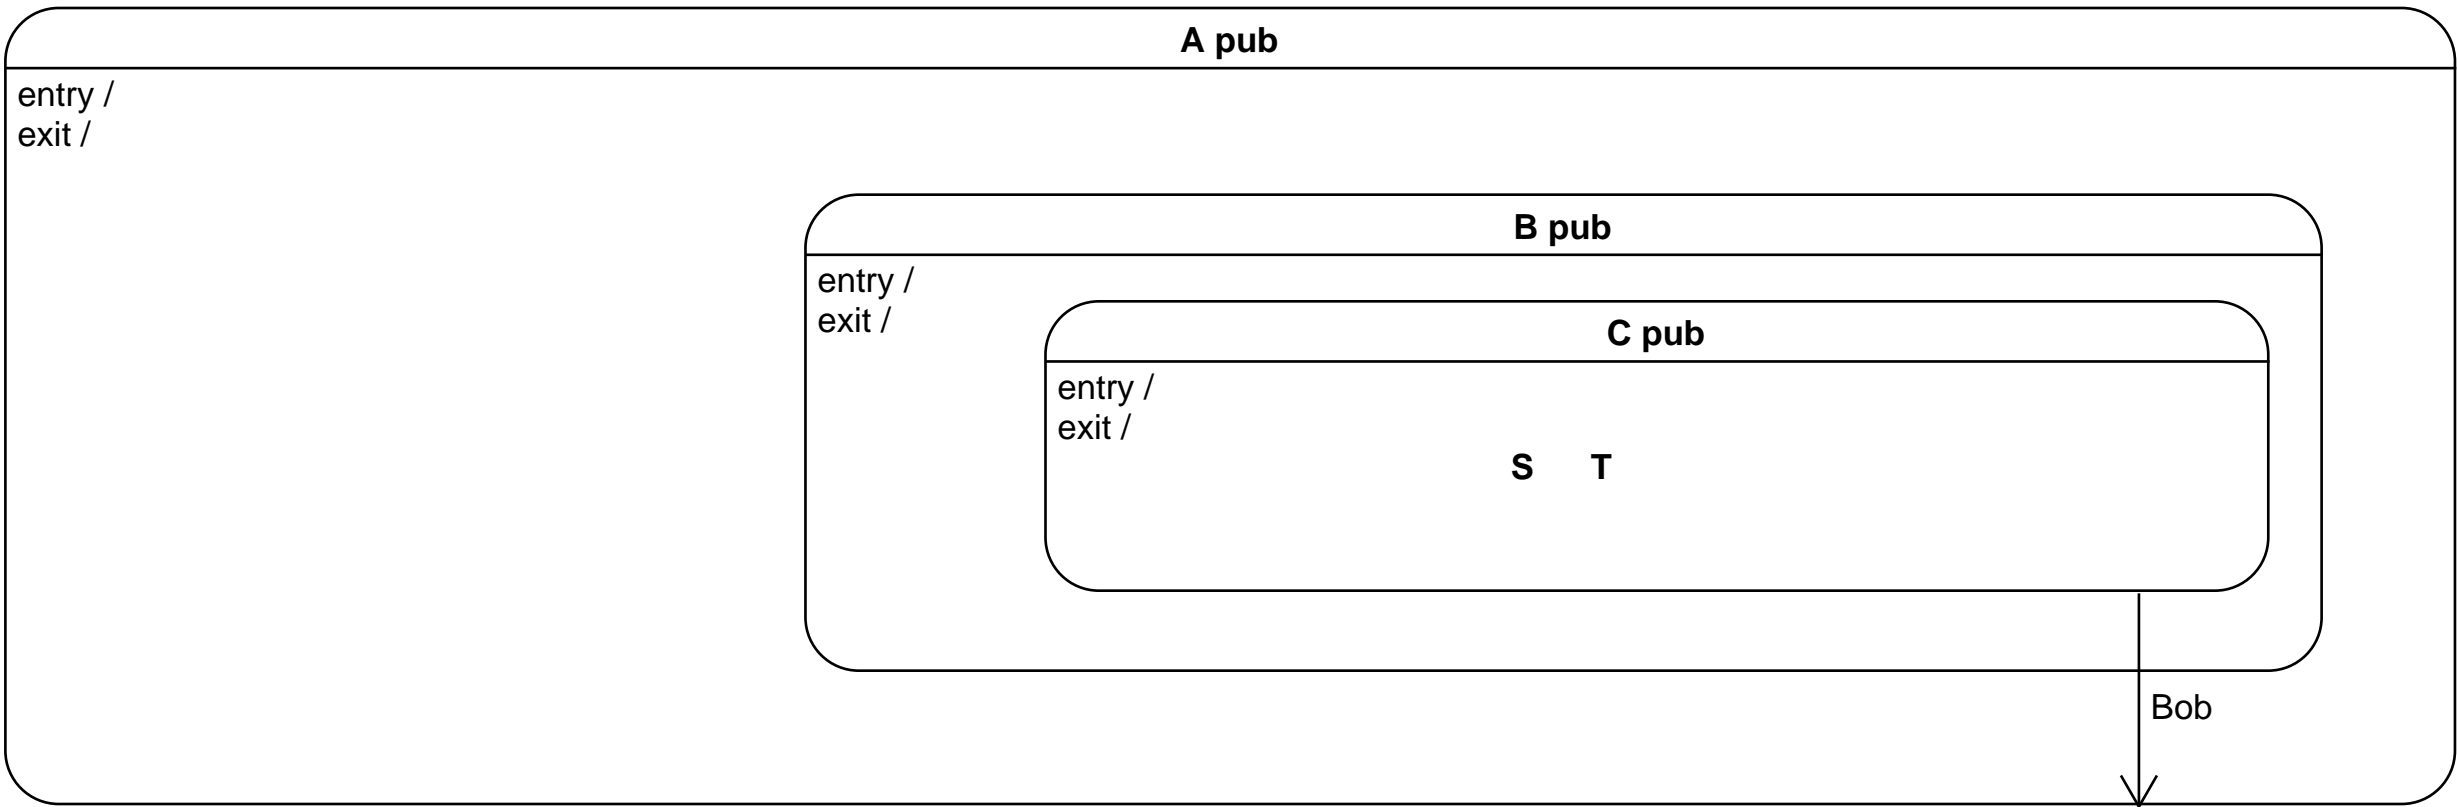 A pub
entry /
exit /
B pub
entry /
exit /
C pub
entry /
exit /
S T
Bob